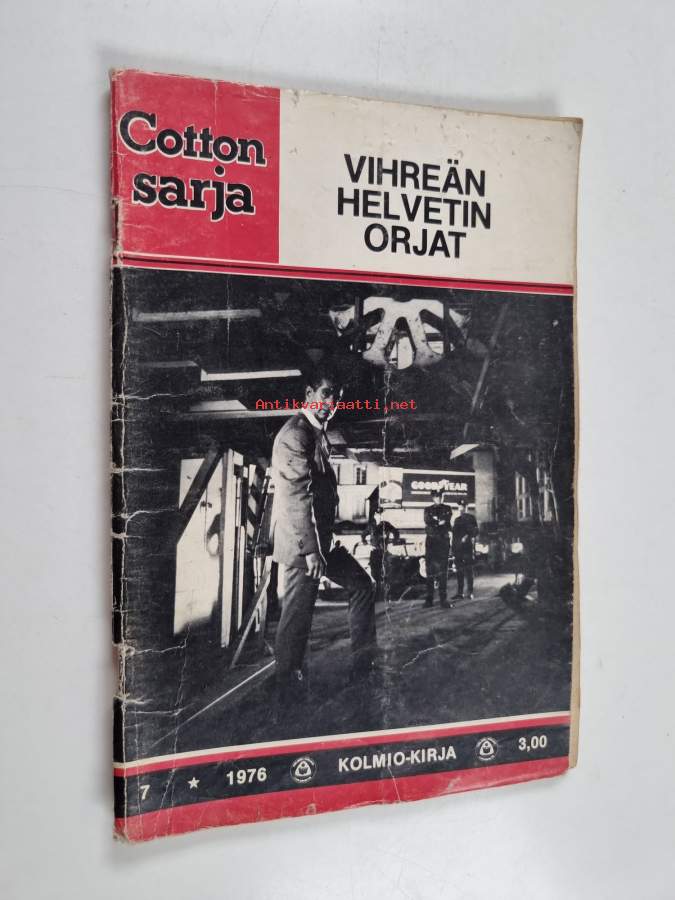 Cotton
sarja
VIHREÄN
HELVETIN
ORJAT
Antikvariaatti.net
GOODYEAR
7 ★ 1976 KOLMIO-KIRJA 3,00